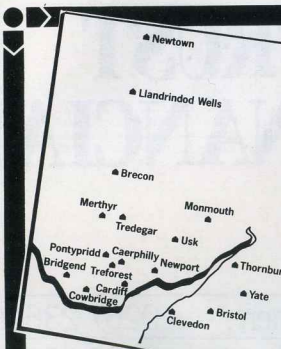 Newtown
Llandrindod Wells
Brecon
Merthyr
Monmouth
Tredegar
Usk
Pontypridd
Caerphilly
Newport
Thornbur
Bridgend
Treforest
Yate
Cardiff
Cowbridge
Bristol
Clevedon